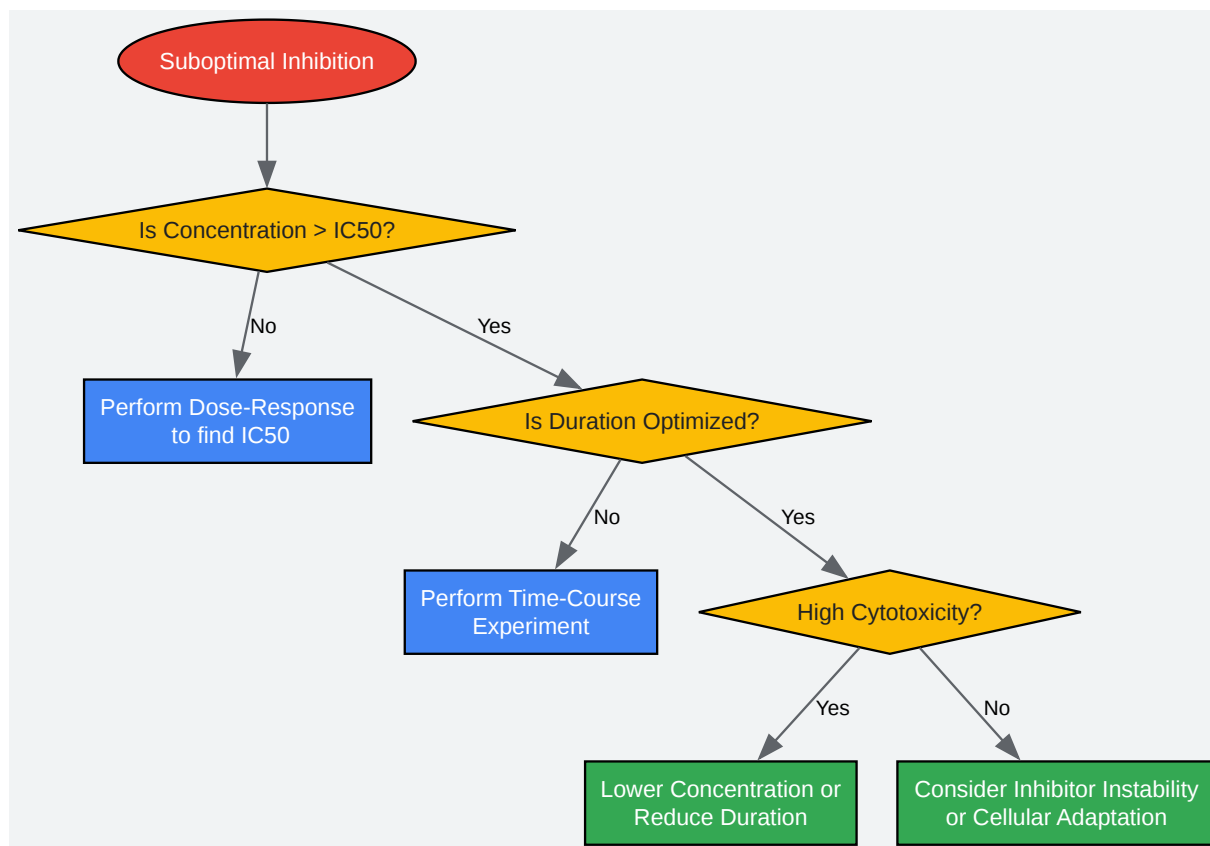 Suboptimal Inhibition
Is Concentration > IC50?
No
Yes
Perform Dose-Response
to find IC50
Is Duration Optimized?
No
Yes
Perform Time-Course
Experiment
High Cytotoxicity?
Yes
No
Lower Concentration or
Reduce Duration
Consider Inhibitor Instability
or Cellular Adaptation